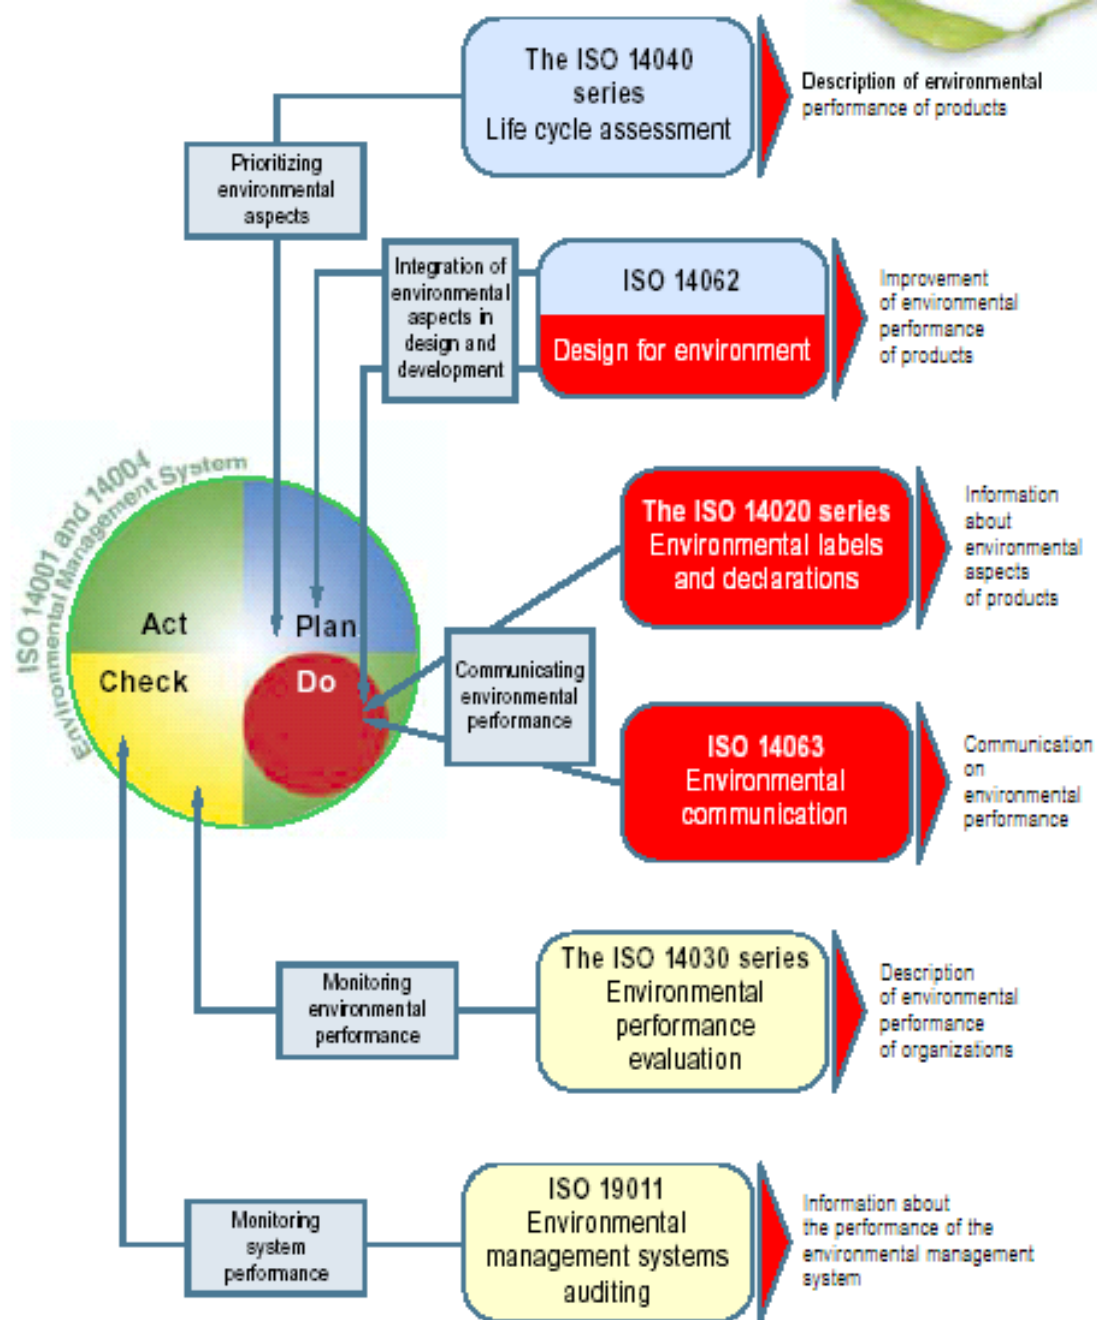 The ISO 14040
series
Life cycle assessment
Description of environmental
performance of products
Prioritizing
environmental
aspects
Integration of
environmental
aspects in
design and
development
ISO 14062
Design for environment
Improvement
of environmental
performance
of products
ISO 14001 and 14004
Environmental Management System
Act
Plan
Check
Do
The ISO 14020 series
Environmental labels
and declarations
Information
about
environmental
aspects
of products
Communicating
environmental
performance
ISO 14063
Environmental
communication
Communication
on
environmental
performance
Monitoring
environmental
performance
The ISO 14030 series
Environmental
performance
evaluation
Description
of environmental
performance
of organizations
Monitoring
system
performance
ISO 19011
Environmental
management systems
auditing
Information about
the performance of the
environmental management
system